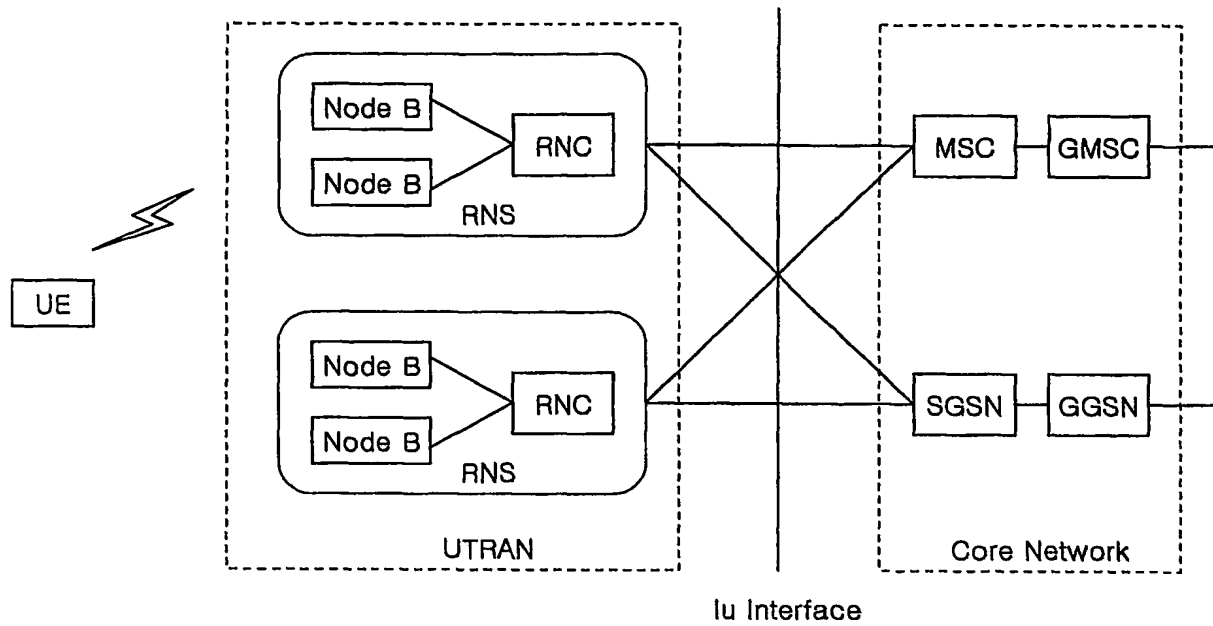 Node B
Node B
RNC
RNS
UE
Node B
Node B
RNC
RNS
UTRAN
MSC
GMSC
SGSN
GGSN
Core Network
Iu Interface